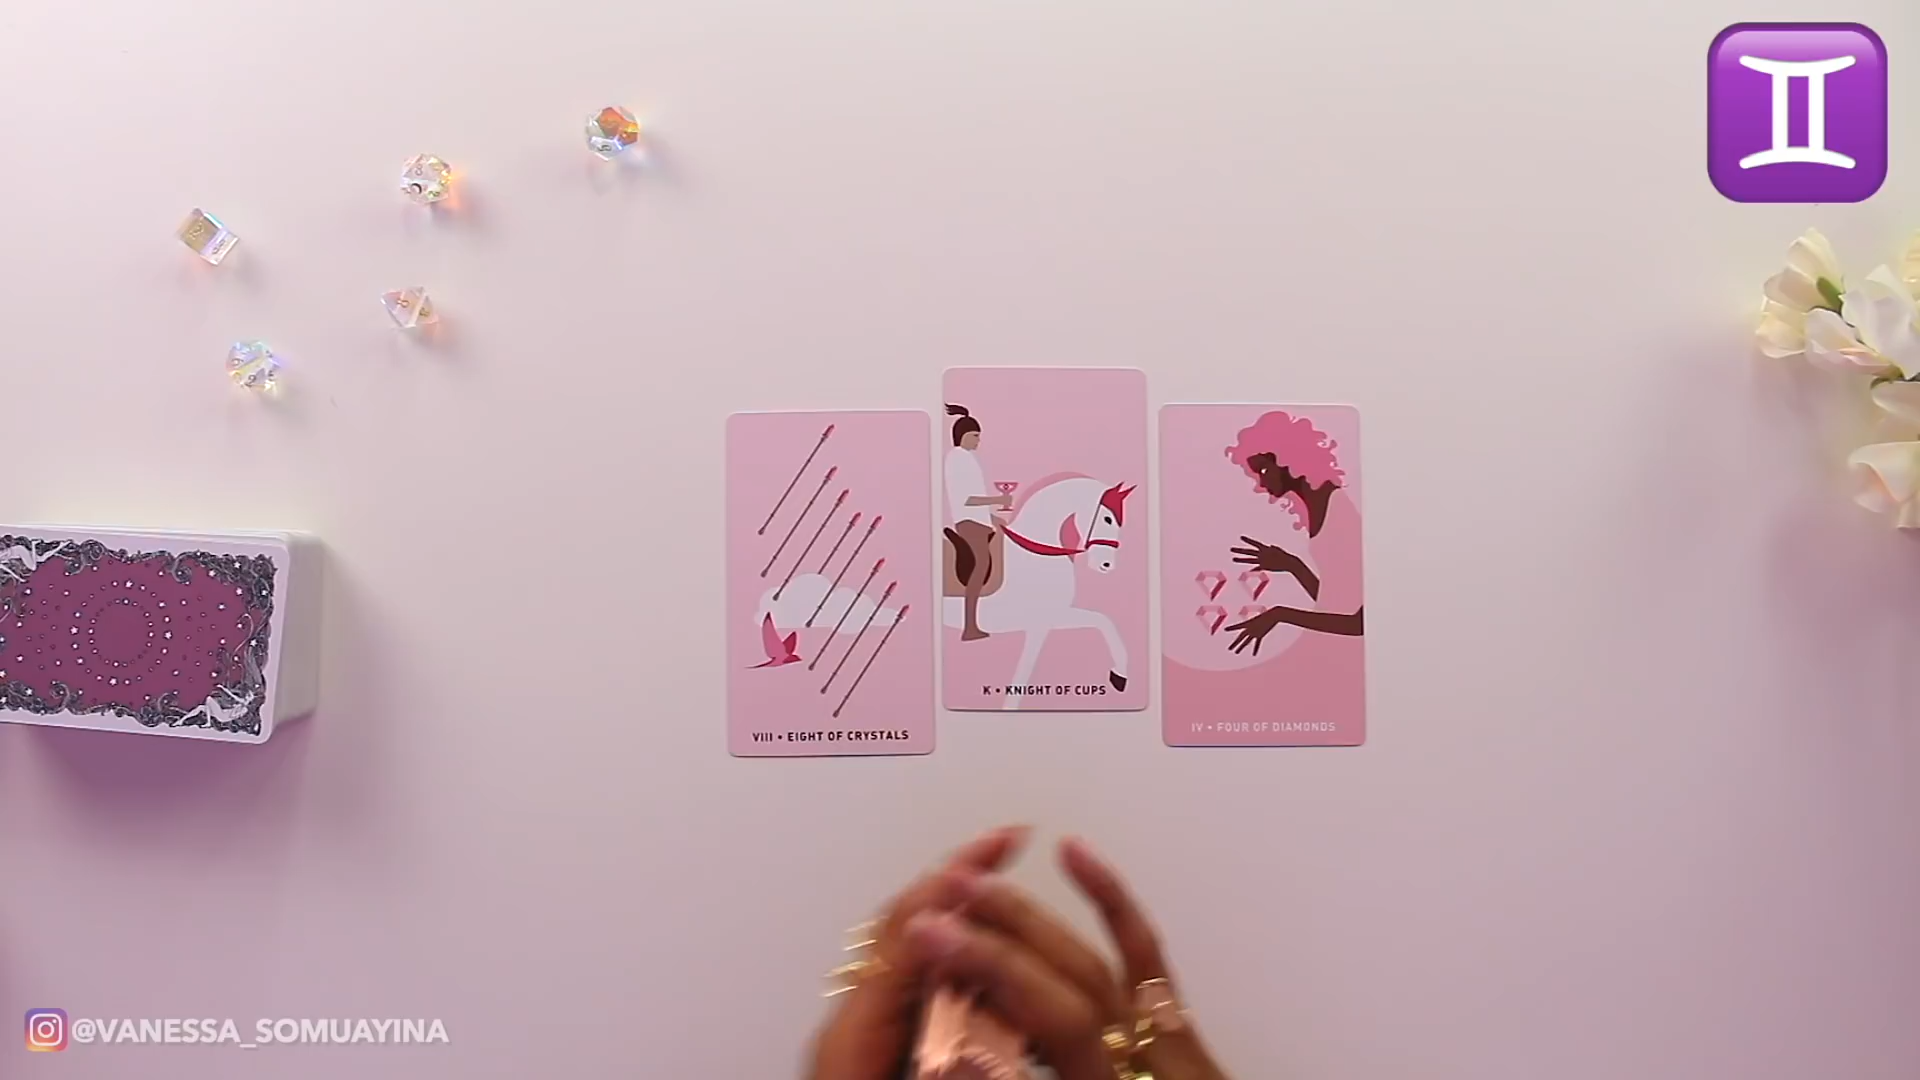 VIII • EIGHT OF CRYSTALS
K • KNIGHT OF CUPS
IV • FOUR OF DIAMONDS
@VANESSA_SOMUAYINA